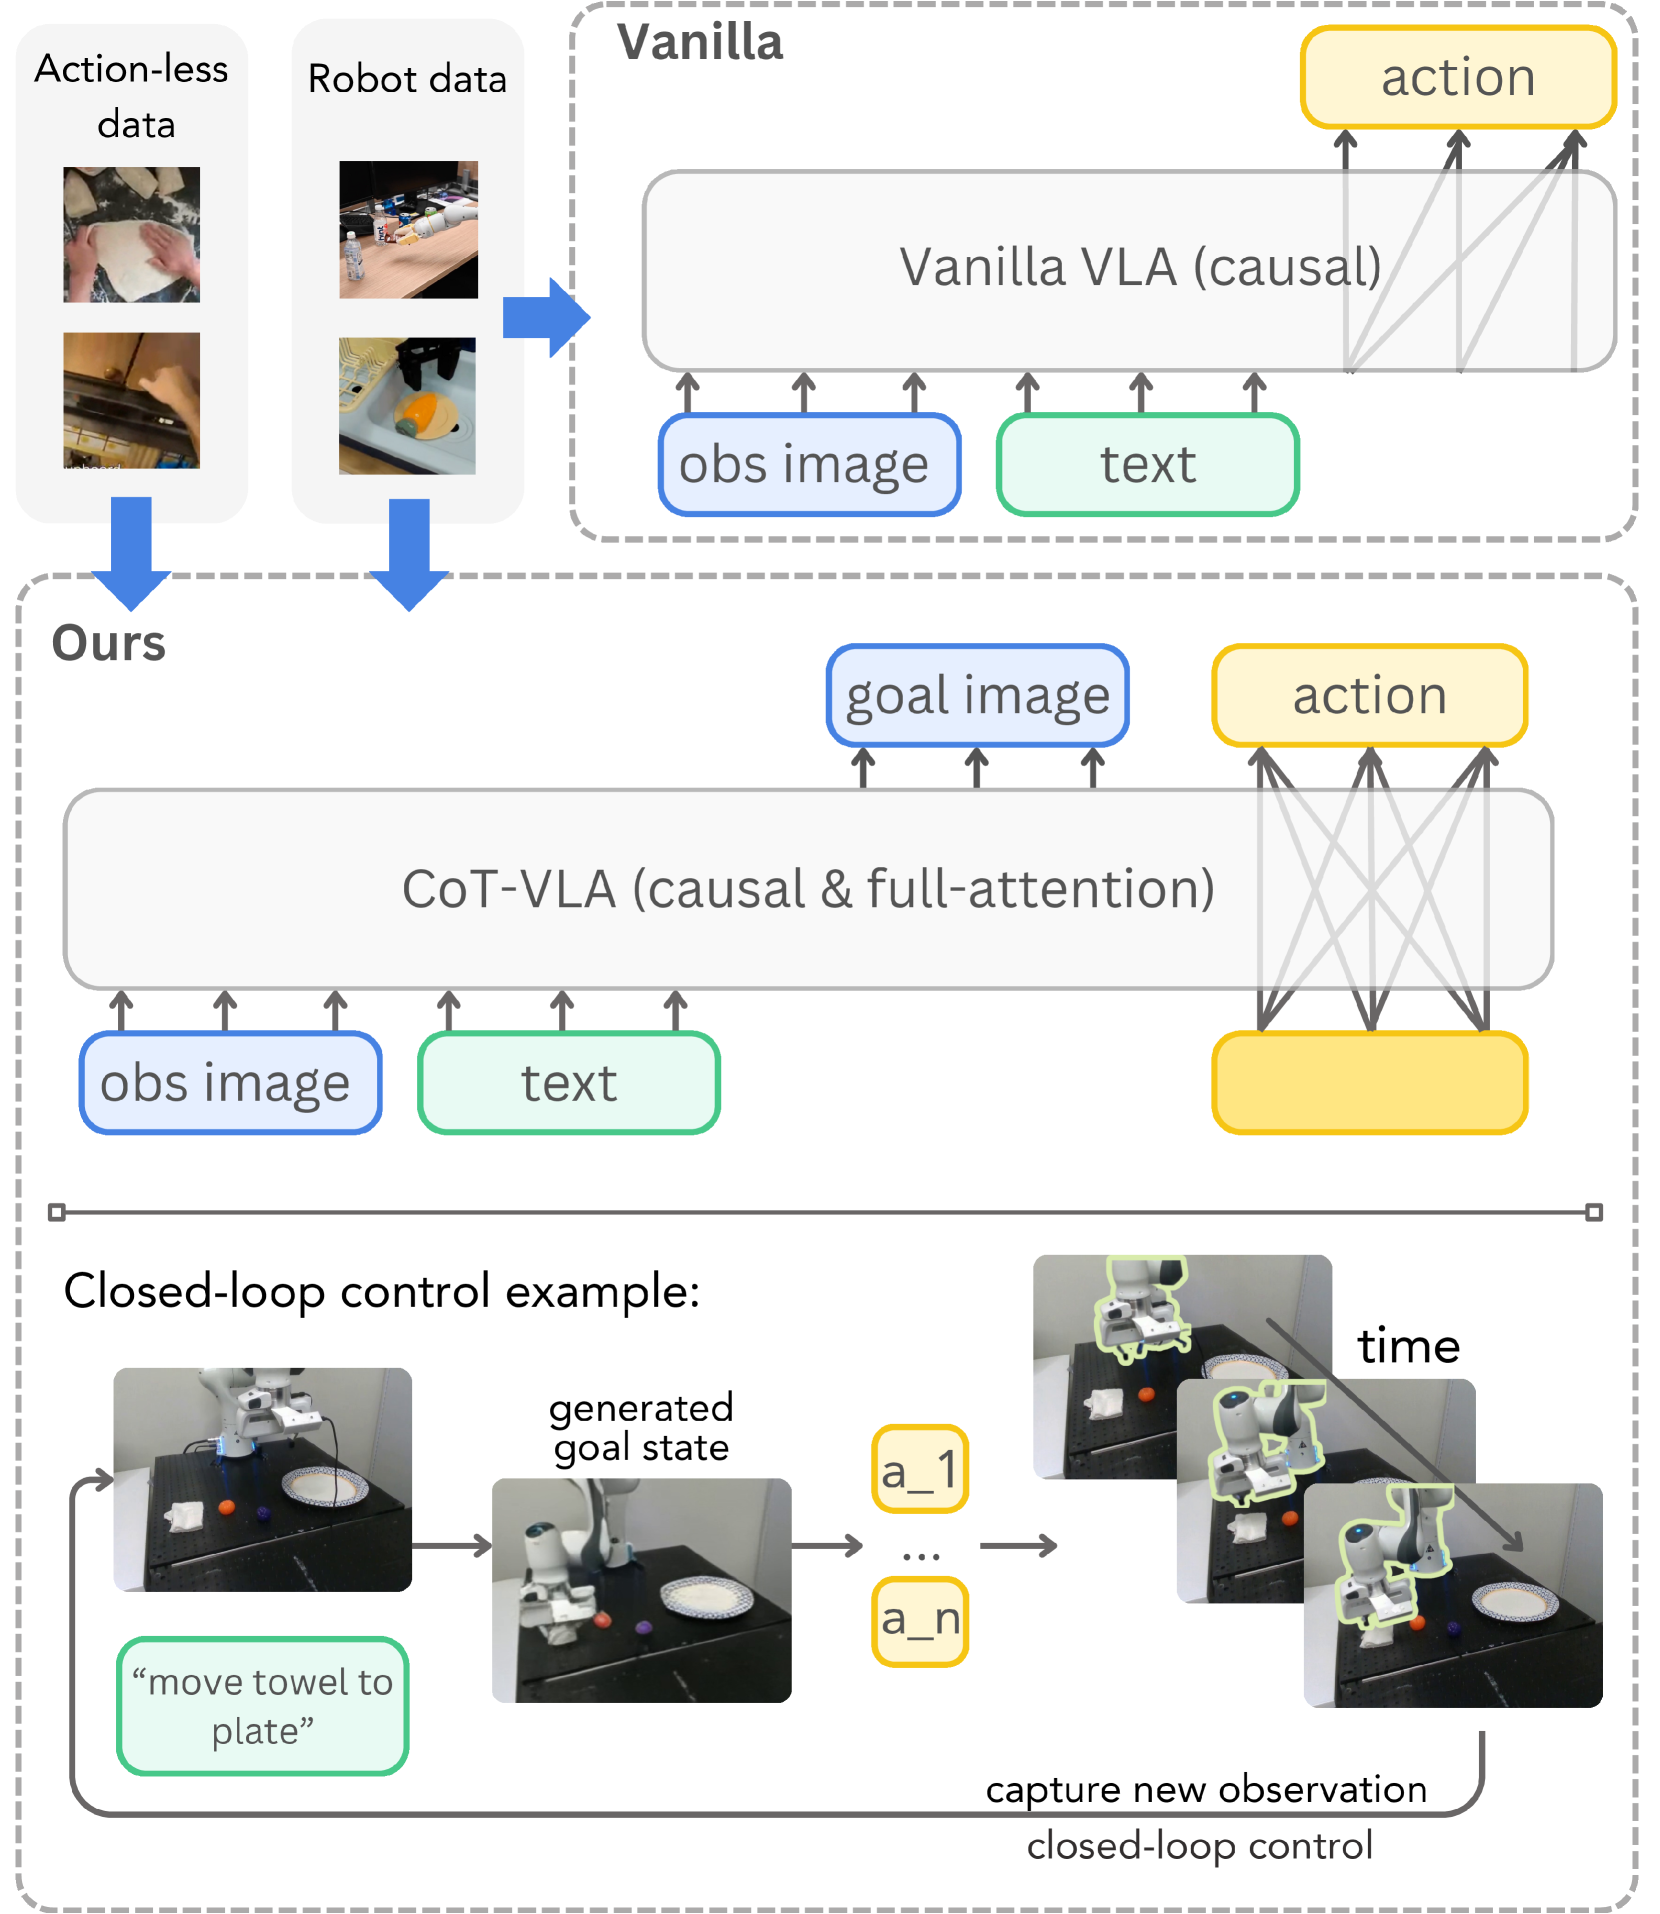 Action-less
data
Robot data
Vanilla
action
Vanilla VLA (causal)
obs image
text
Ours
goal image
action
CoT-VLA (causal & full-attention)
obs image
text
Closed-loop control example:
time
generated
goal state
a_1
...
a_n
“move towel to
plate”
capture new observation
closed-loop control